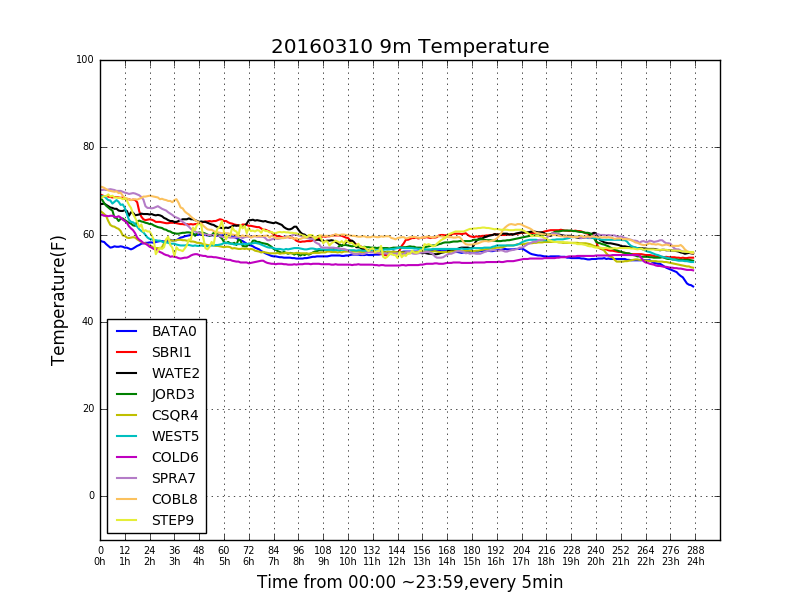 20160310 9m Temperature
100
80
60
40
20
0
Temperature(F)
BATA0
SBRI1
WATE2
JORD3
CSQR4
WEST5
COLD6
SPRA7
COBL8
STEP9
0 12 24 36 48 60 72 84 96 108 120 132 144 156 168 180 192 204 216 228 240 252 264 276 288
0h 1h 2h 3h 4h 5h 6h 7h 8h 9h 10h 11h 12h 13h 14h 15h 16h 17h 18h 19h 20h 21h 22h 23h 24h
Time from 00:00 ~23:59,every 5min